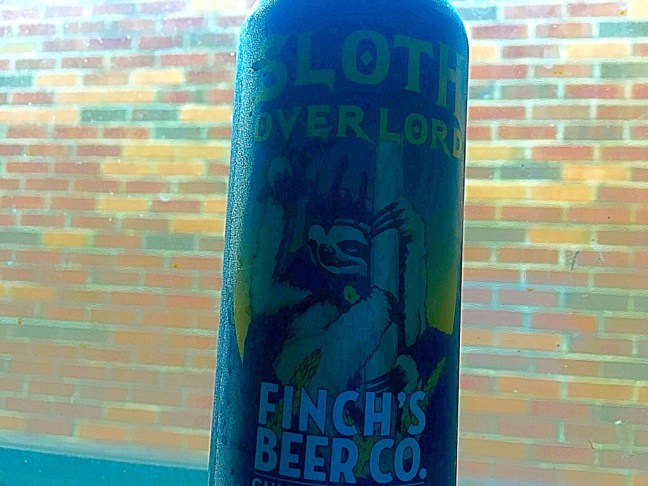 SLOTH
OVERLORD
FINCH'S
BEER CO.